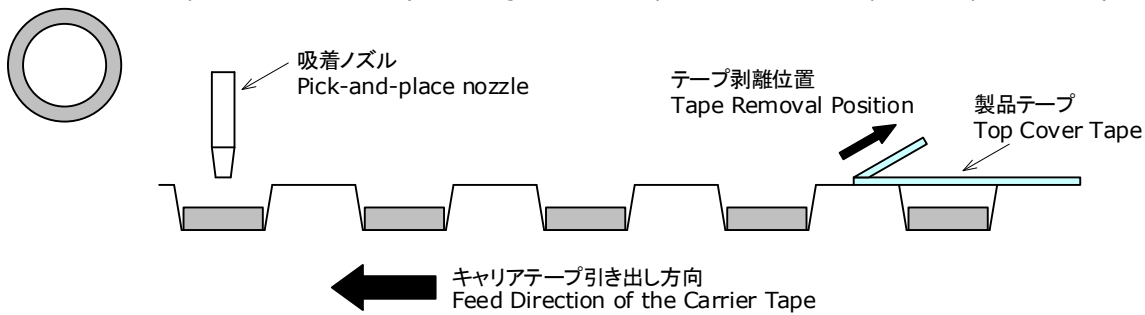 吸着ノズル
Pick-and-place nozzle
テープ剥離位置
Tape Removal Position
製品テープ
Top Cover Tape
キャリアテープ引き出し方向
Feed Direction of the Carrier Tape